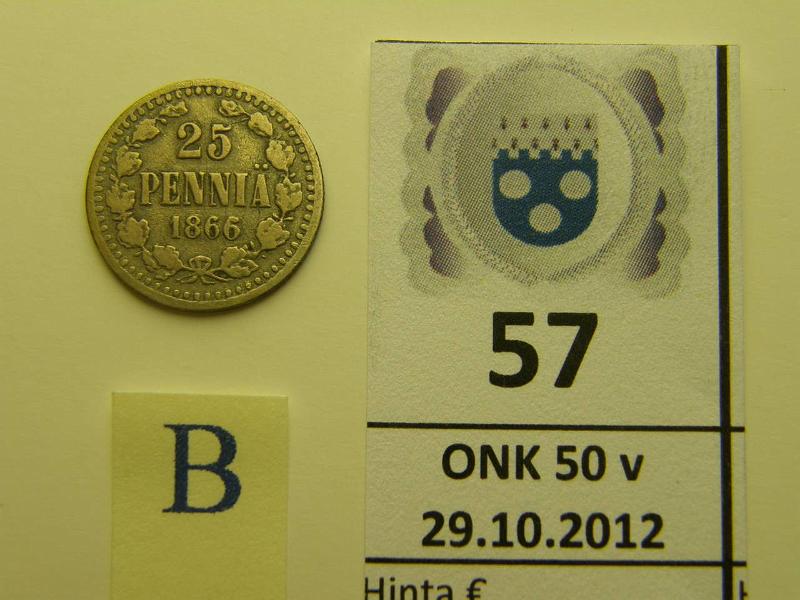 25
PENNIÄ
1866
B
57
ONK 50 v
29.10.2012
Hinta €